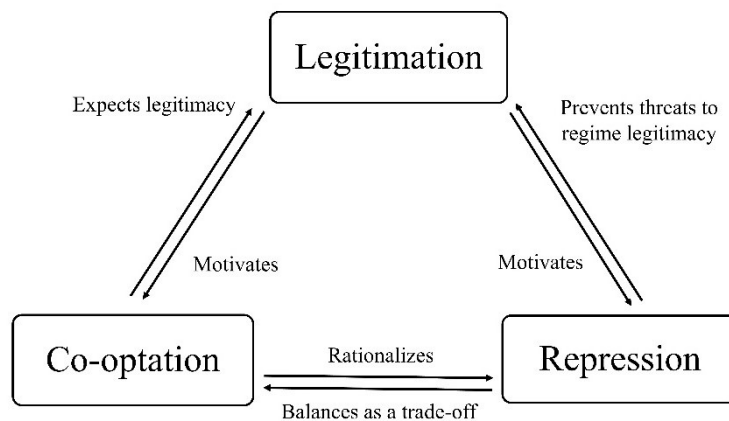 Legitimation
Expects legitimacy
Prevents threats to
regime legitimacy
Motivates
Motivates
Co-optation
Rationalizes
Repression
Balances as a trade-off